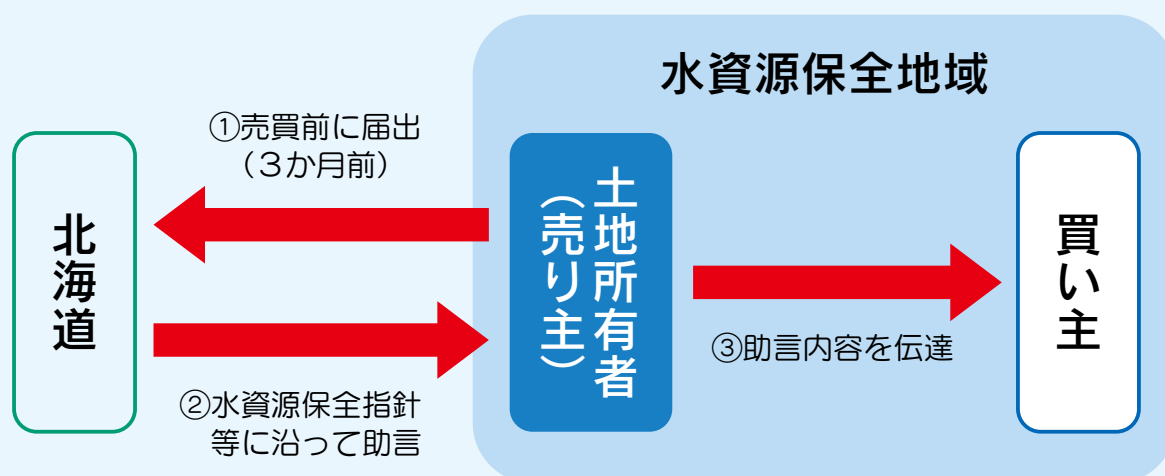 水資源保全地域
①売買前に届出
（３か月前）
北海道
土地所有者
（売り主）
買い主
②水資源保全指針
等に沿って助言
③助言内容を伝達